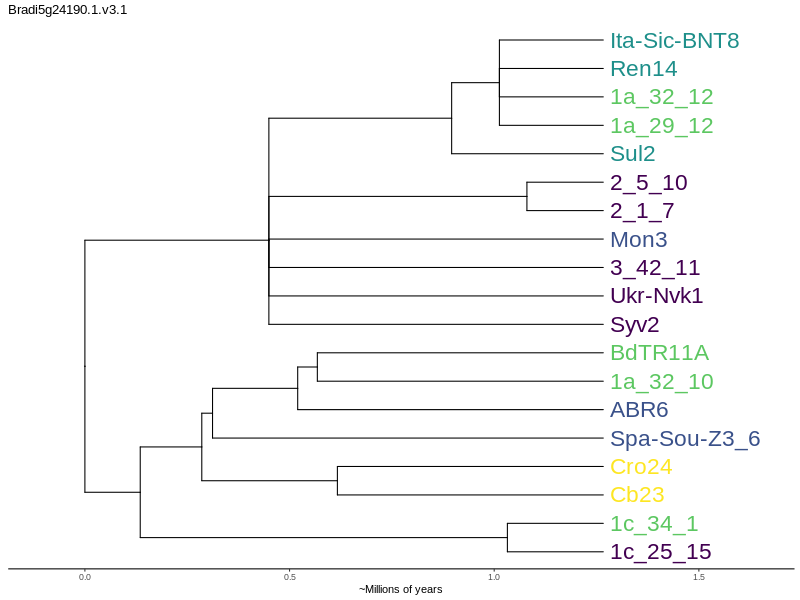 Bradi5g24190.1.v3.1
Ita-Sic-BNT8
Ren14
1a_32_12
1a_29_12
Sul2
2_5_10
2_1_7
Mon3
3_42_11
Ukr-Nvk1
Syv2
BdTR11A
1a_32_10
ABR6
Spa-Sou-Z3_6
Cro24
Cb23
1c_34_1
1c_25_15
0.0 0.5 1.0 1.5
~Millions of years